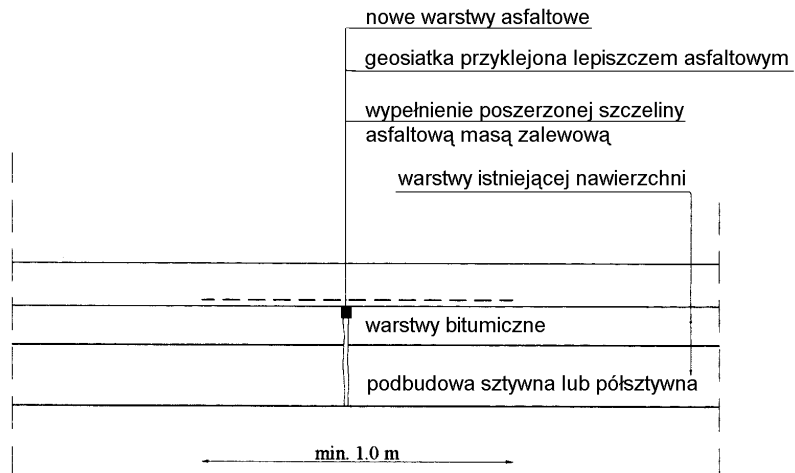 nowe warstwy asfaltowe
geosiatka przyklejona lepiszczem asfaltowym
wypełnienie poszerzonej szczeliny
asfaltową masą zalewową
warstwy istniejącej nawierzchni
warstwy bitumiczne
podbudowa sztywna lub półsztywna
min. 1.0 m